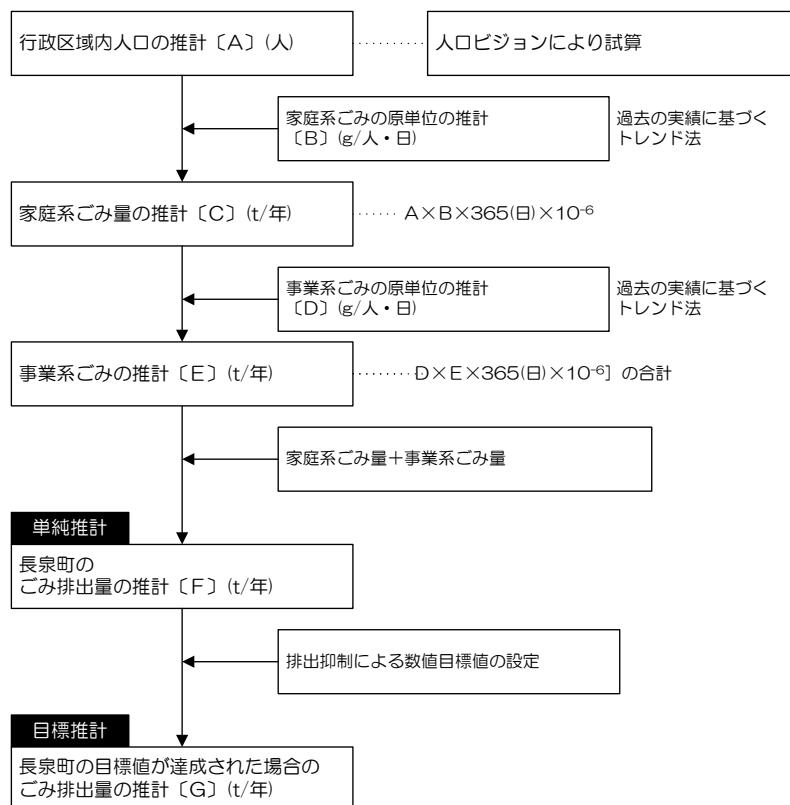 行政区域内人口の推計〔A〕(人)
人口ビジョンにより試算
家庭系ごみの原単位の推計
〔B〕(g/人・日)
過去の実績に基づく
トレンド法
家庭系ごみ量の推計〔C〕(t/年)
A×B×365(日)×10⁻⁶
事業系ごみの原単位の推計
〔D〕(g/人・日)
過去の実績に基づく
トレンド法
事業系ごみの推計〔E〕(t/年)
D×E×365(日)×10⁻⁶］の合計
家庭系ごみ量＋事業系ごみ量
単純推計
長泉町の
ごみ排出量の推計〔F〕(t/年)
排出抑制による数値目標値の設定
目標推計
長泉町の目標値が達成された場合の
ごみ排出量の推計〔G〕(t/年)